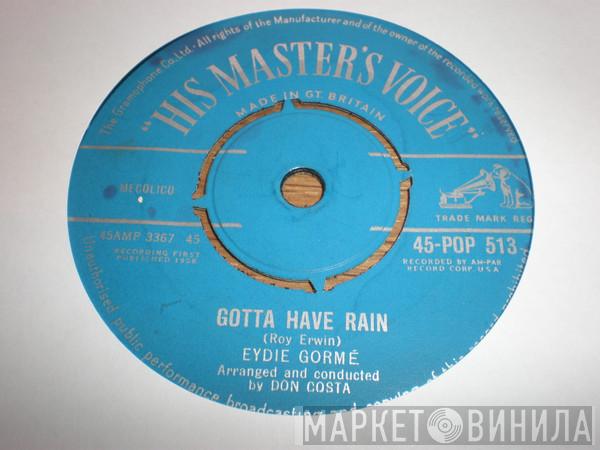 The Gramophone Co. Ltd. · All rights of the Manufacturer and of the owner of the recorded work reserved
"HIS MASTER'S VOICE"
MADE IN GT. BRITAIN
MECOLICO
TRADE MARK REG
45AMP 3367 45
RECORDING FIRST
PUBLISHED 1958
45-POP 513
RECORDED BY AM-PAR
RECORD CORP. U.S.A
GOTTA HAVE RAIN
(Roy Erwin)
EYDIE GORMÉ
Arranged and conducted
by DON COSTA
Unauthorised public performance broadcasting and copying of this record prohibited
МАРКЕТ ВИНИЛА